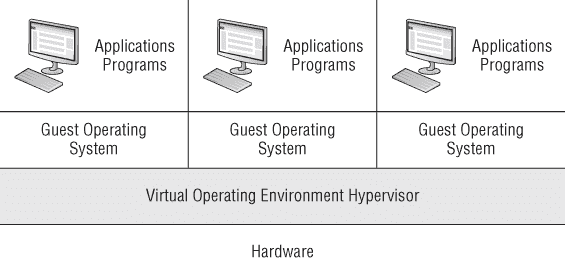 Applications
Programs
Applications
Programs
Applications
Programs
Guest Operating
System
Guest Operating
System
Guest Operating
System
Virtual Operating Environment Hypervisor
Hardware